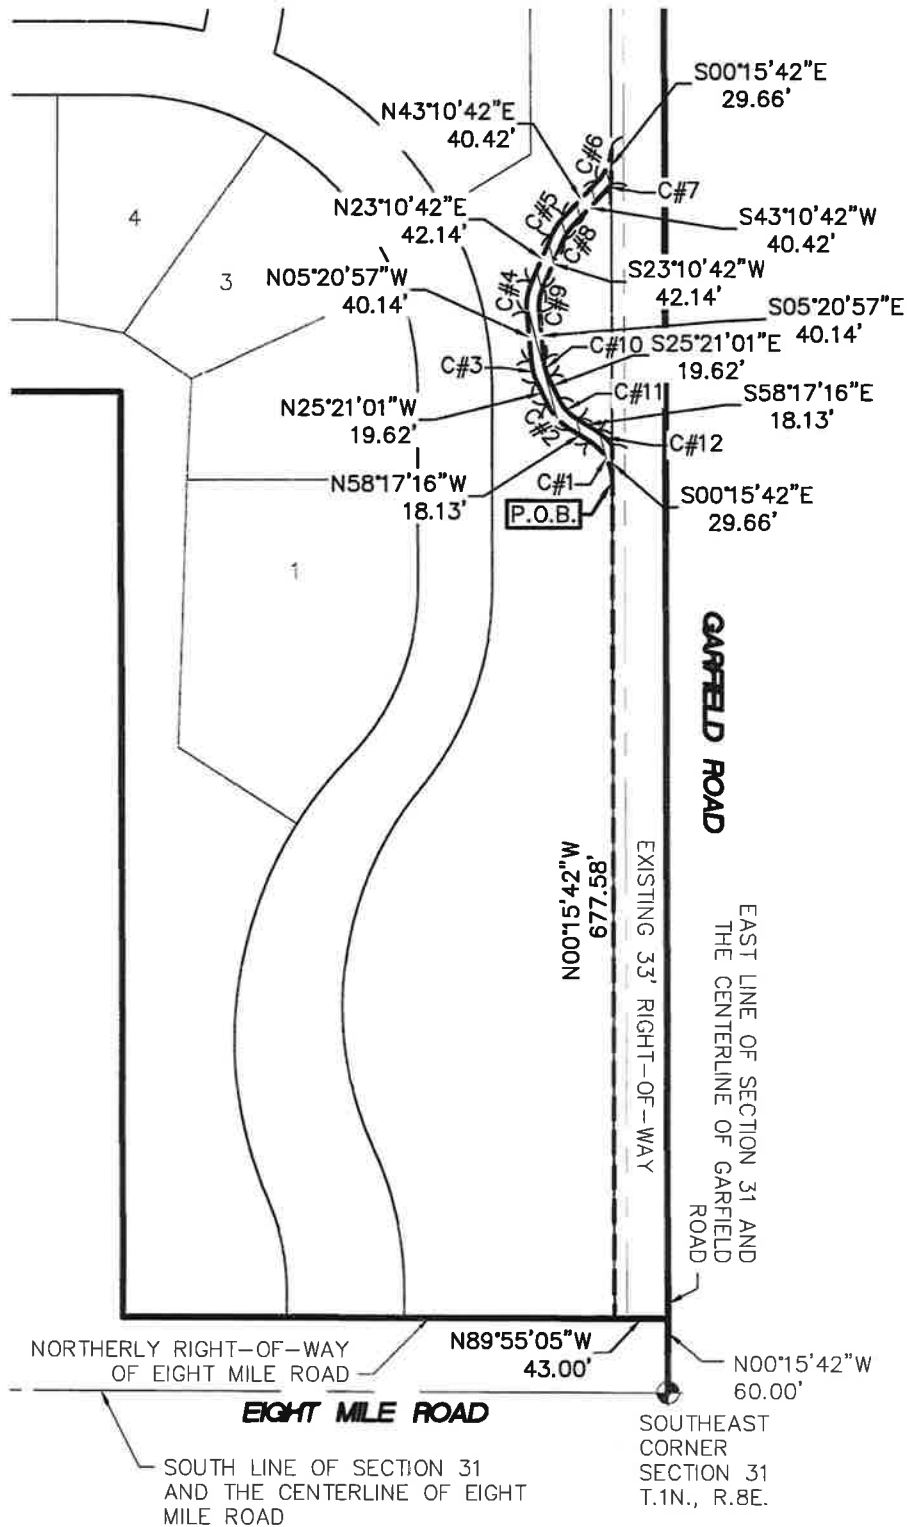 S00°15'42"E
29.66'
N43°10'42"E
40.42'
C#6
C#7
4
N23°10'42"E
42.14'
C#5
C#8
S43°10'42"W
40.42'
3
N05°20'57"W
40.14'
C#4
C#9
S23°10'42"W
42.14'
S05°20'57"E
40.14'
C#3
C#10
S25°21'01"E
19.62'
N25°21'01"W
19.62'
C#2
C#11
S58°17'16"E
18.13'
N58°17'16"W
18.13'
C#1
C#12
P.O.B.
S00°15'42"E
29.66'
1
GARFIELD ROAD
N00°15'42"W
677.58'
EXISTING 33' RIGHT-OF-WAY
EAST LINE OF SECTION 31 AND
THE CENTERLINE OF GARFIELD
ROAD
NORTHERLY RIGHT-OF-WAY
OF EIGHT MILE ROAD
N89°55'05"W
43.00'
N00°15'42"W
60.00'
EIGHT MILE ROAD
SOUTHEAST
CORNER
SECTION 31
T.1N., R.8E.
SOUTH LINE OF SECTION 31
AND THE CENTERLINE OF EIGHT
MILE ROAD